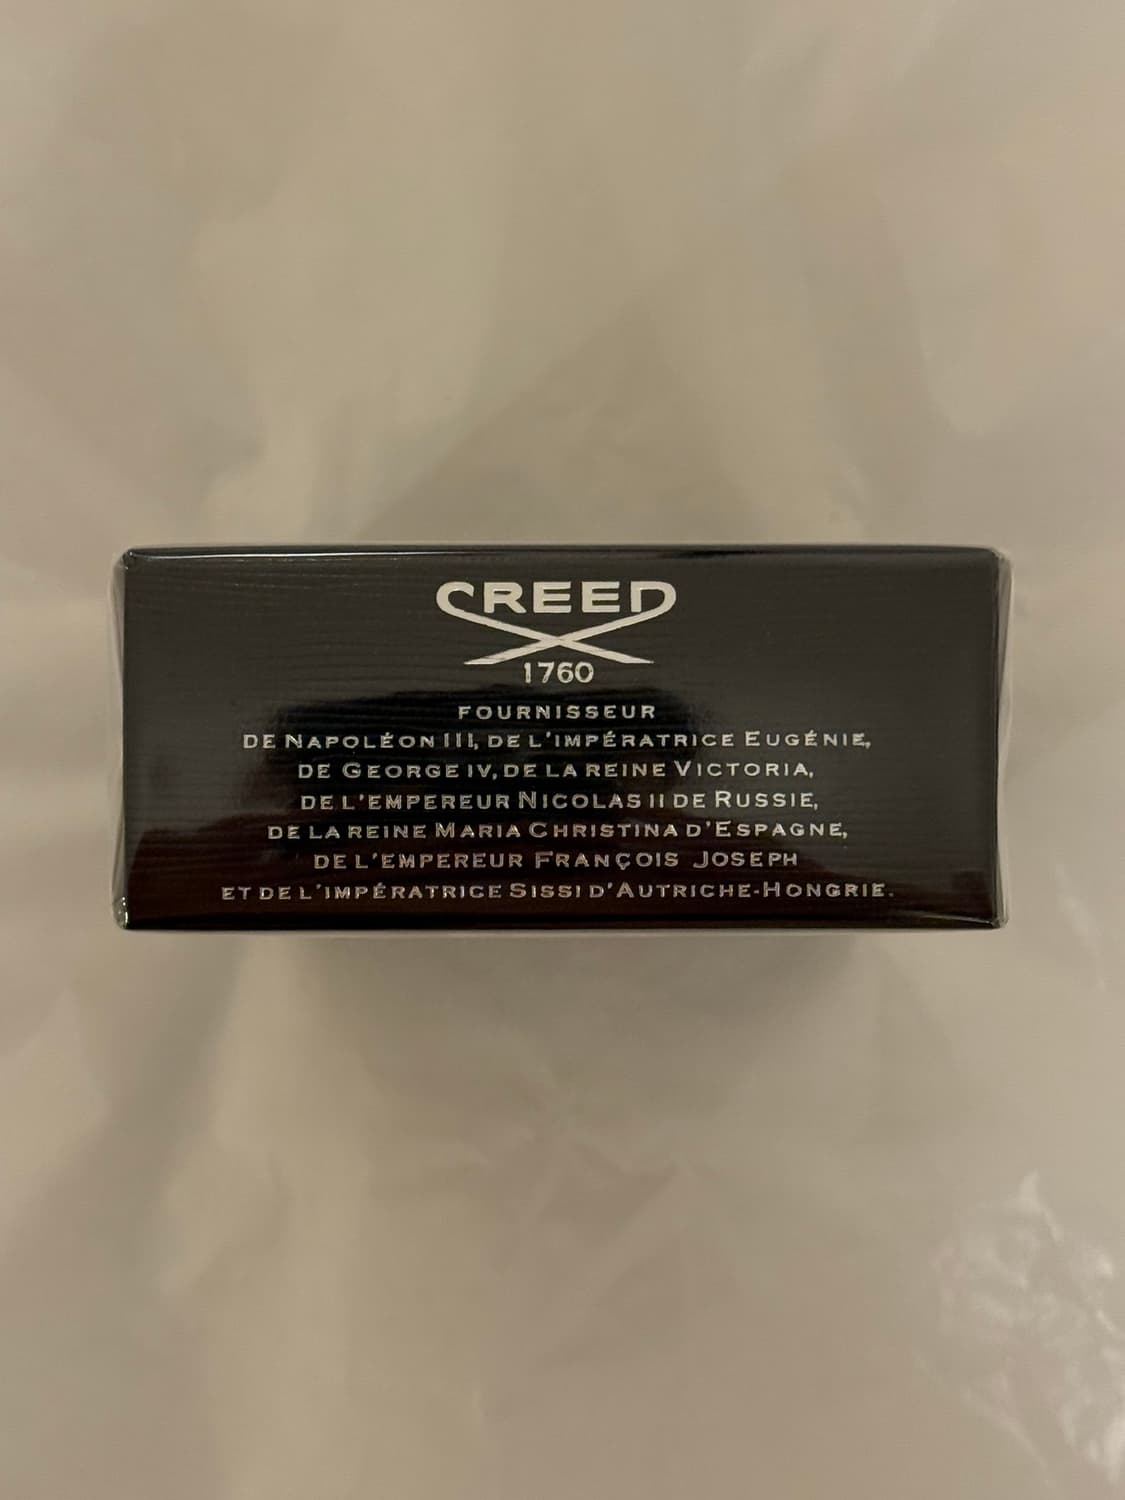 CREED
1760
FOURNISSEUR
DE NAPOLÉON III, DE L'IMPÉRATRICE EUGÉNIE,
DE GEORGE IV, DE LA REINE VICTORIA,
DE L'EMPEREUR NICOLAS II DE RUSSIE,
DE LA REINE MARIA CHRISTINA D'ESPAGNE,
DE L'EMPEREUR FRANÇOIS JOSEPH
ET DE L'IMPÉRATRICE SISSI D'AUTRICHE-HONGRIE.